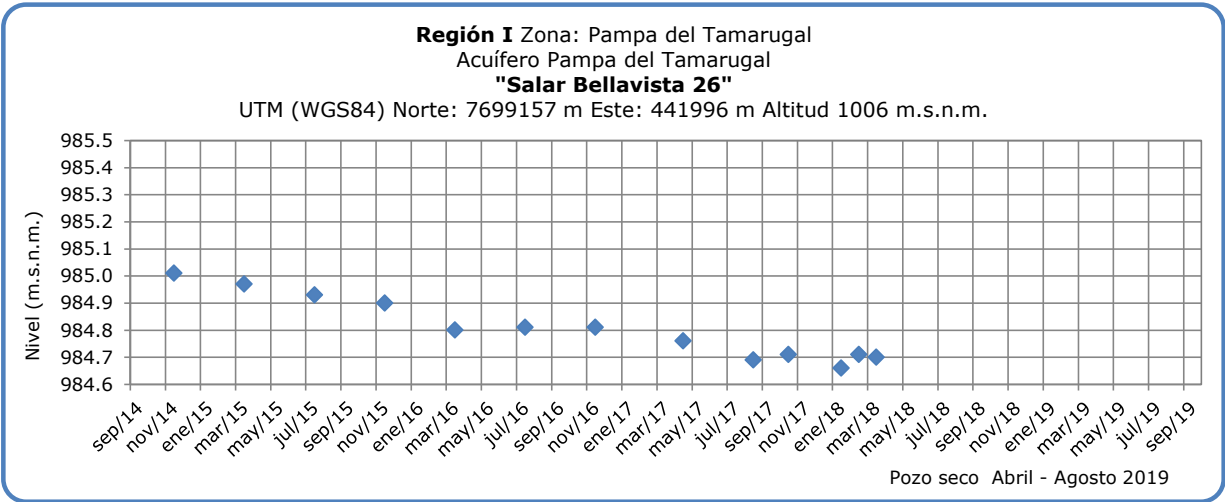 Región I Zona: Pampa del Tamarugal
Acuífero Pampa del Tamarugal
"Salar Bellavista 26"
UTM (WGS84) Norte: 7699157 m Este: 441996 m Altitud 1006 m.s.n.m.
Nivel (m.s.n.m.)
985.5
985.4
985.3
985.2
985.1
985.0
984.9
984.8
984.7
984.6
sep/14
nov/14
ene/15
mar/15
may/15
jul/15
sep/15
nov/15
ene/16
mar/16
may/16
jul/16
sep/16
nov/16
ene/17
mar/17
may/17
jul/17
sep/17
nov/17
ene/18
mar/18
may/18
jul/18
sep/18
nov/18
ene/19
mar/19
may/19
jul/19
sep/19
Pozo seco  Abril - Agosto 2019